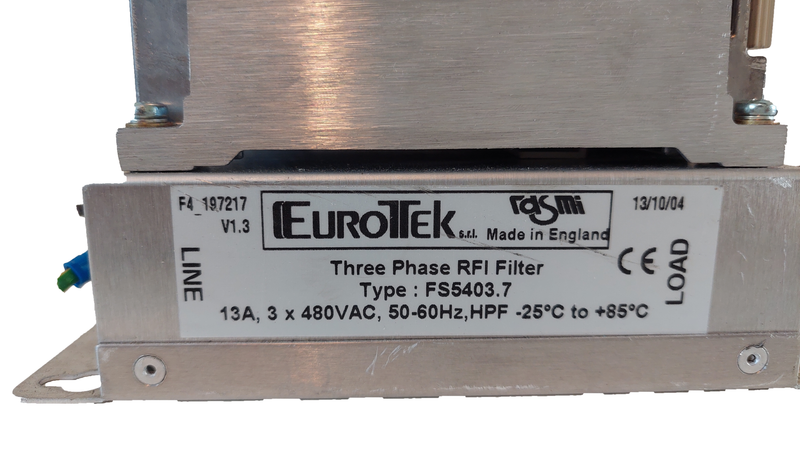 F4_197217
V1.3
EUROTEK s.r.l.
rasmi
Made in England
13/10/04
LINE
Three Phase RFI Filter
Type : FS5403.7
13A, 3 x 480VAC, 50-60Hz,HPF -25°C to +85°C
CE
LOAD